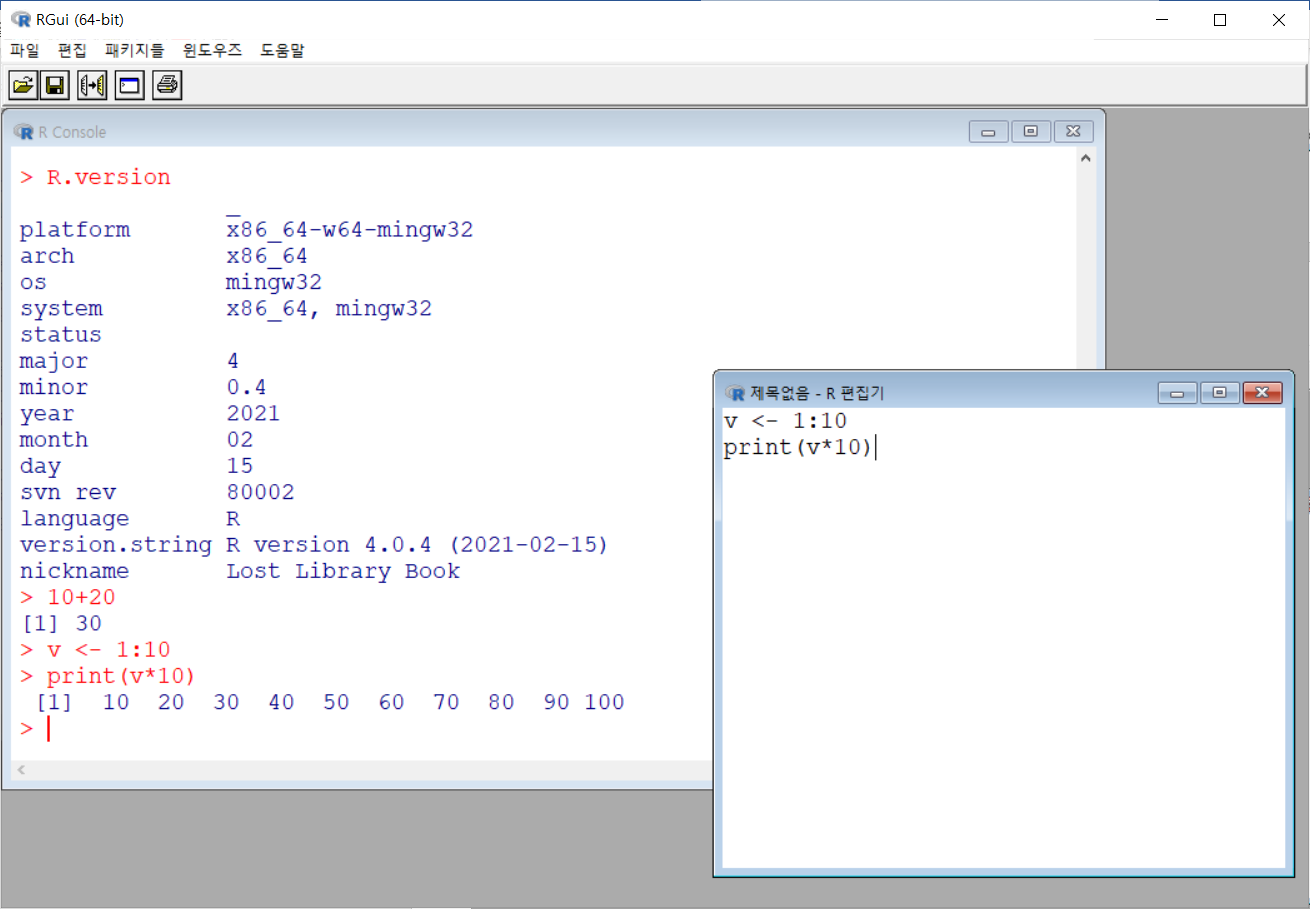 RGui (64-bit)
파일 편집 패키지들 윈도우즈 도움말
R Console
> R.version
_
platform x86_64-w64-mingw32
arch x86_64
os mingw32
system x86_64, mingw32
status
major 4
minor 0.4
year 2021
month 02
day 15
svn rev 80002
language R
version.string R version 4.0.4 (2021-02-15)
nickname Lost Library Book
> 10+20
[1] 30
> v <- 1:10
> print(v*10)
[1] 10 20 30 40 50 60 70 80 90 100
>
제목없음 - R 편집기
v <- 1:10
print(v*10)